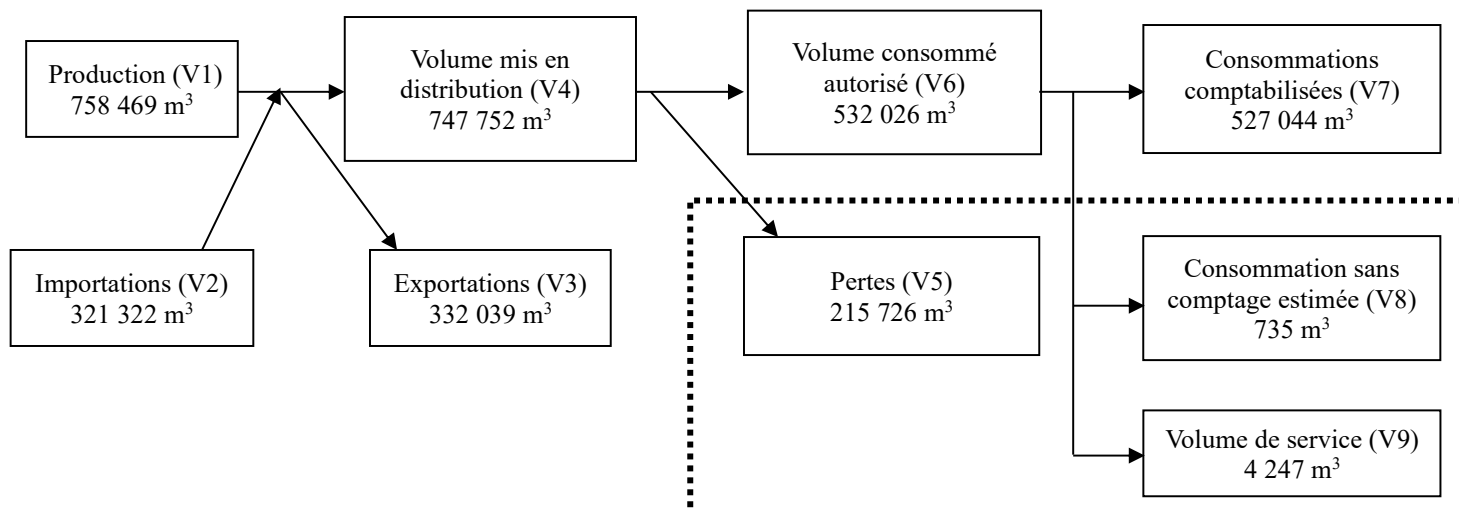 Production (V1)
758 469 m³
Volume mis en
distribution (V4)
747 752 m³
Volume consommé
autorisé (V6)
532 026 m³
Consommations
comptabilisées (V7)
527 044 m³
Importations (V2)
321 322 m³
Exportations (V3)
332 039 m³
Pertes (V5)
215 726 m³
Consommation sans
comptage estimée (V8)
735 m³
Volume de service (V9)
4 247 m³